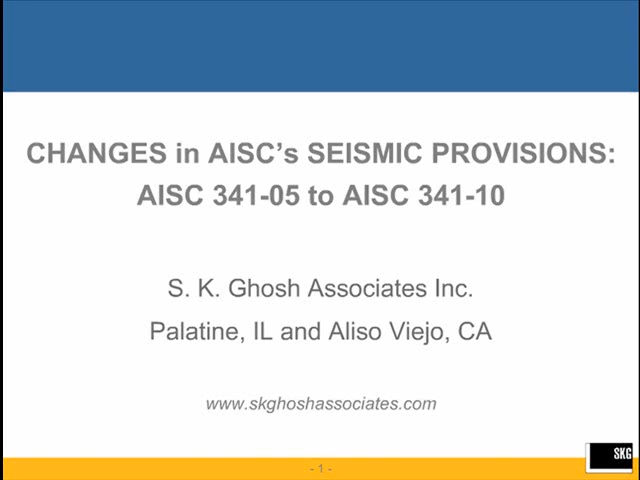 CHANGES in AISC's SEISMIC PROVISIONS:
AISC 341-05 to AISC 341-10
S. K. Ghosh Associates Inc.
Palatine, IL and Aliso Viejo, CA
www.skghoshassociates.com
- 1 -
SKG